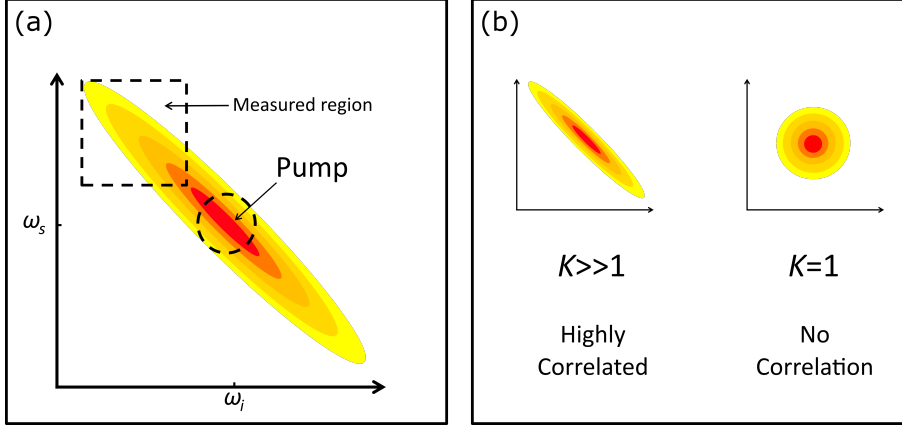 (a)
Measured region
Pump
ωs
ωi
(b)
K>>1
K=1
Highly
Correlated
No
Correlation